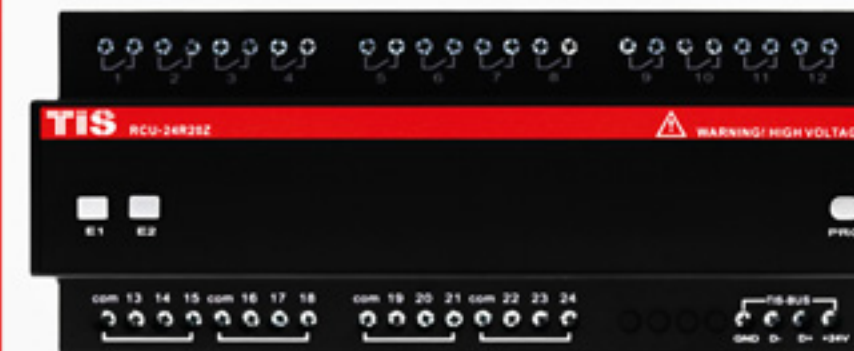 1 2 3 4 5 6 7 8 9 10 11 12
TiS RCU-24R20Z WARNING! HIGH VOLTAG
E1 E2 PRO
com 13 14 15 com 16 17 18 com 19 20 21 com 22 23 24 TIS-BUS
GND D- D+ +24V